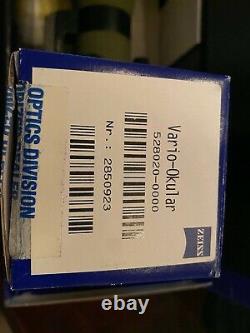 Vario-Okular
528020-0000
Nr.: 2850923
ZEISS
OPTICS DIVISION